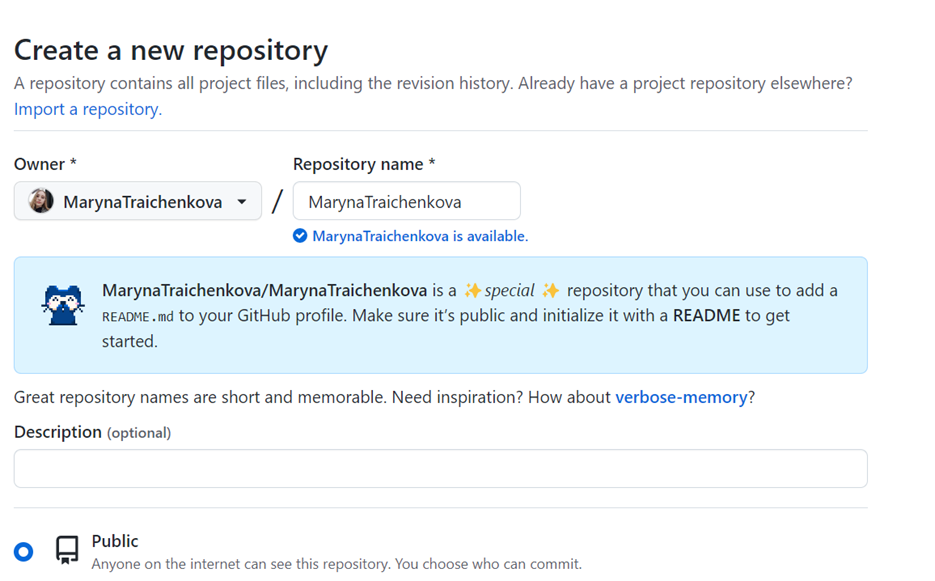 Create a new repository
A repository contains all project files, including the revision history. Already have a project repository elsewhere?
Import a repository.
Owner * Repository name *
MarynaTraichenkova / MarynaTraichenkova
MarynaTraichenkova is available.
MarynaTraichenkova/MarynaTraichenkova is a ✨special ✨ repository that you can use to add a
README.md to your GitHub profile. Make sure it’s public and initialize it with a README to get
started.
Great repository names are short and memorable. Need inspiration? How about verbose-memory?
Description (optional)
Public
Anyone on the internet can see this repository. You choose who can commit.